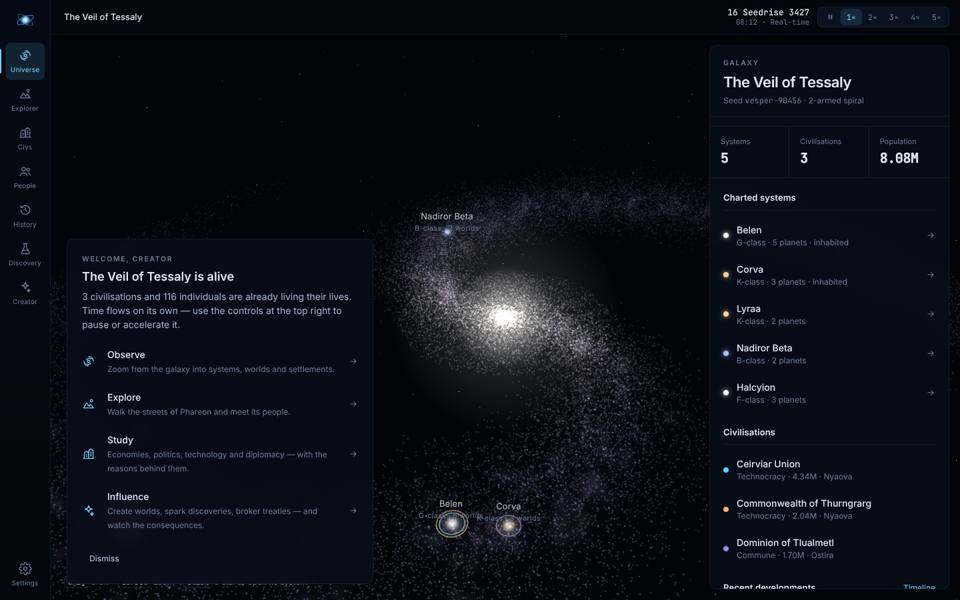 The Veil of Tessaly
16 Seedrise 3427
08:12 · Real-time
1×
2×
3×
4×
5×
Universe
Explorer
Civs
People
History
Discovery
Creator
Settings
Nadiror Beta
B-class · 2 worlds
Belen
Corva
WELCOME, CREATOR
The Veil of Tessaly is alive
3 civilisations and 116 individuals are already living their lives.
Time flows on its own — use the controls at the top right to
pause or accelerate it.
Observe
Zoom from the galaxy into systems, worlds and settlements.
→
Explore
Walk the streets of Phareon and meet its people.
→
Study
Economies, politics, technology and diplomacy — with the
reasons behind them.
→
Influence
Create worlds, spark discoveries, broker treaties — and
watch the consequences.
→
Dismiss
GALAXY
The Veil of Tessaly
Seed vesper-90456 · 2-armed spiral
Systems
5
Civilisations
3
Population
8.08M
Charted systems
Belen
G-class · 5 planets · inhabited
→
Corva
K-class · 3 planets · inhabited
→
Lyraa
K-class · 2 planets
→
Nadiror Beta
B-class · 2 planets
→
Halcyion
F-class · 3 planets
→
Civilisations
Ceirviar Union
Technocracy · 4.34M · Nyaova
Commonwealth of Thurngrarg
Technocracy · 2.04M · Nyaova
Dominion of Tlualmetl
Commune · 1.70M · Ostira
Recent developments
Timeline